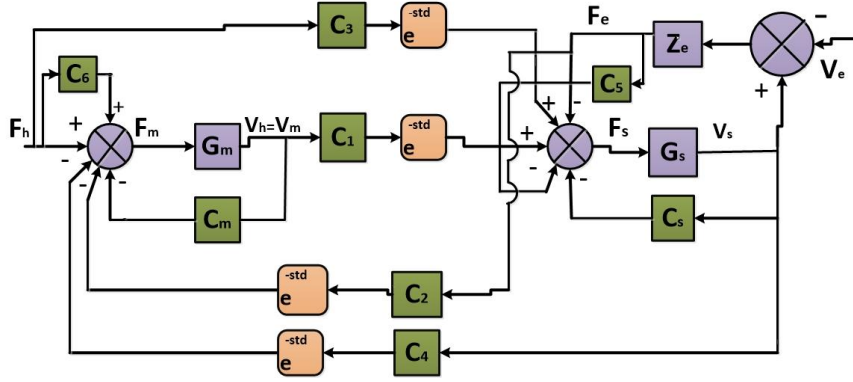 C₃
-std
e
Fₑ
Zₑ
-
Vₑ
C₆
C₅
+
+
Fₕ
+
Fₘ
Gₘ
Vₕ=Vₘ
C₁
-std
e
+
+
-
Fₛ
Gₛ
Vₛ
-
-
-
Cₘ
-
-
Cₛ
-std
e
C₂
-std
e
C₄